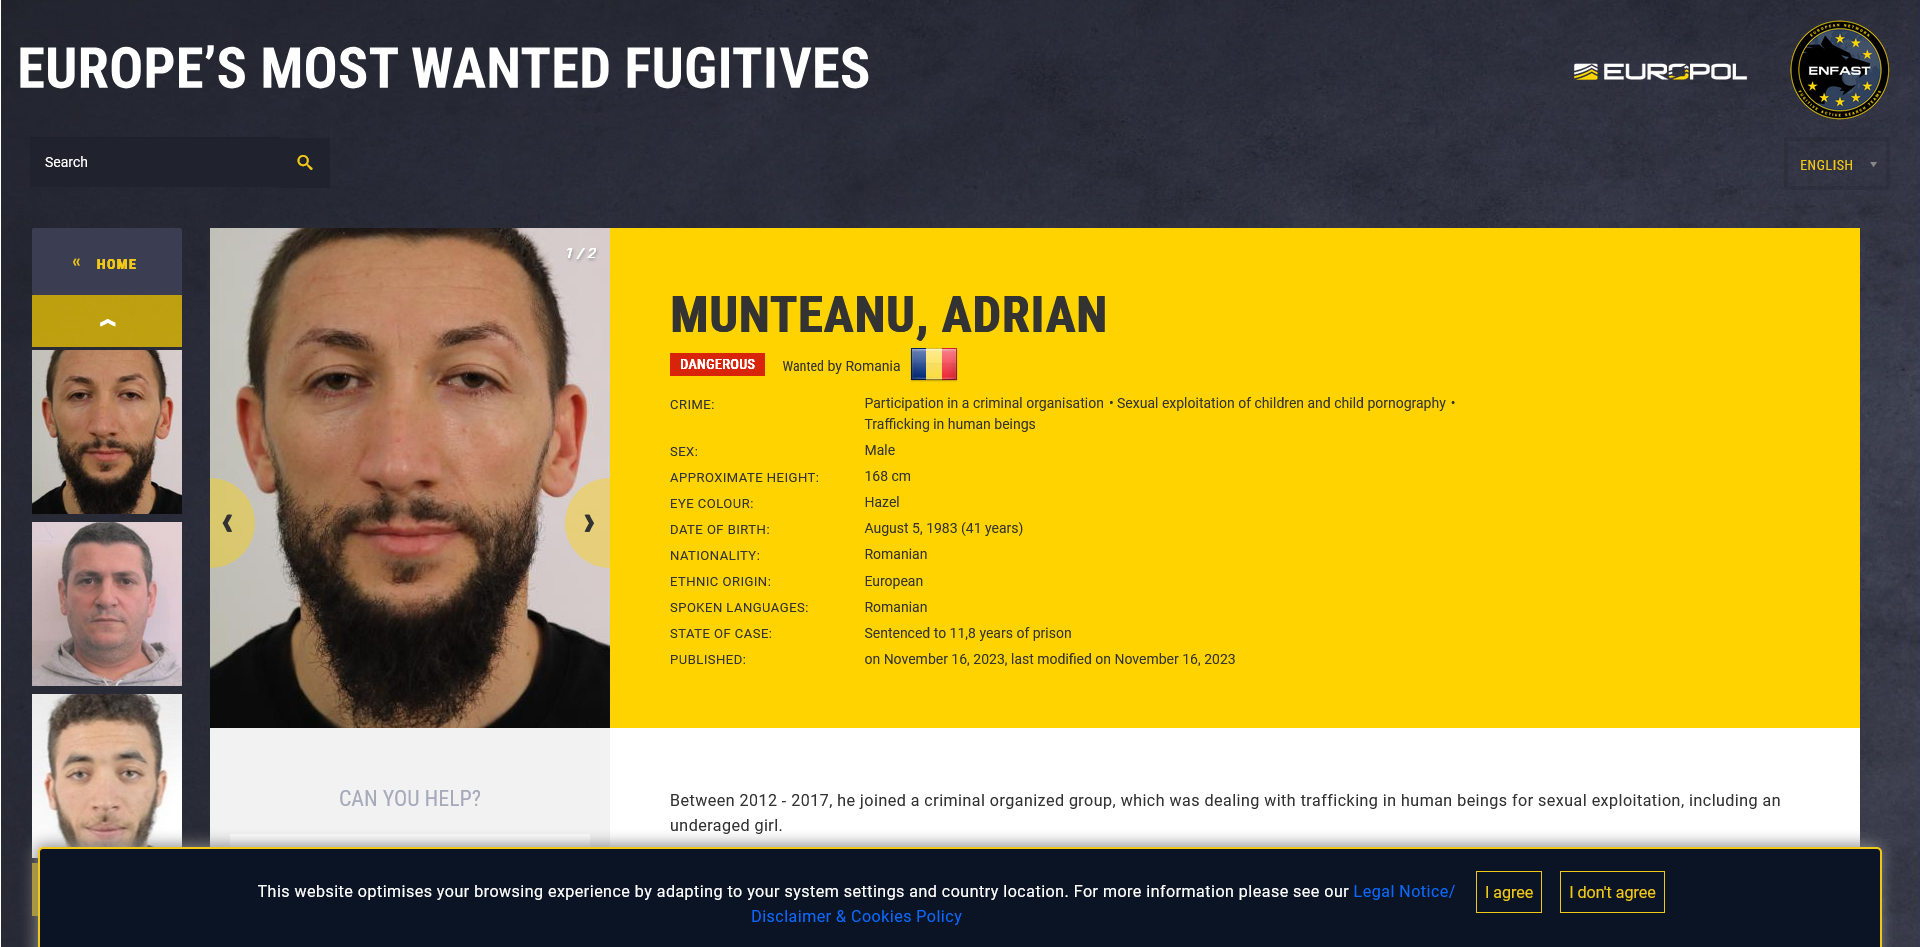 EUROPE’S MOST WANTED FUGITIVES
EUROPOL
ENFAST
Search
ENGLISH
« HOME
1 / 2
MUNTEANU, ADRIAN
DANGEROUS Wanted by Romania
CRIME: Participation in a criminal organisation • Sexual exploitation of children and child pornography •
Trafficking in human beings
SEX: Male
APPROXIMATE HEIGHT: 168 cm
EYE COLOUR: Hazel
DATE OF BIRTH: August 5, 1983 (41 years)
NATIONALITY: Romanian
ETHNIC ORIGIN: European
SPOKEN LANGUAGES: Romanian
STATE OF CASE: Sentenced to 11,8 years of prison
PUBLISHED: on November 16, 2023, last modified on November 16, 2023
CAN YOU HELP?
Between 2012 - 2017, he joined a criminal organized group, which was dealing with trafficking in human beings for sexual exploitation, including an
underaged girl.
This website optimises your browsing experience by adapting to your system settings and country location. For more information please see our Legal Notice/
Disclaimer & Cookies Policy
I agree
I don't agree